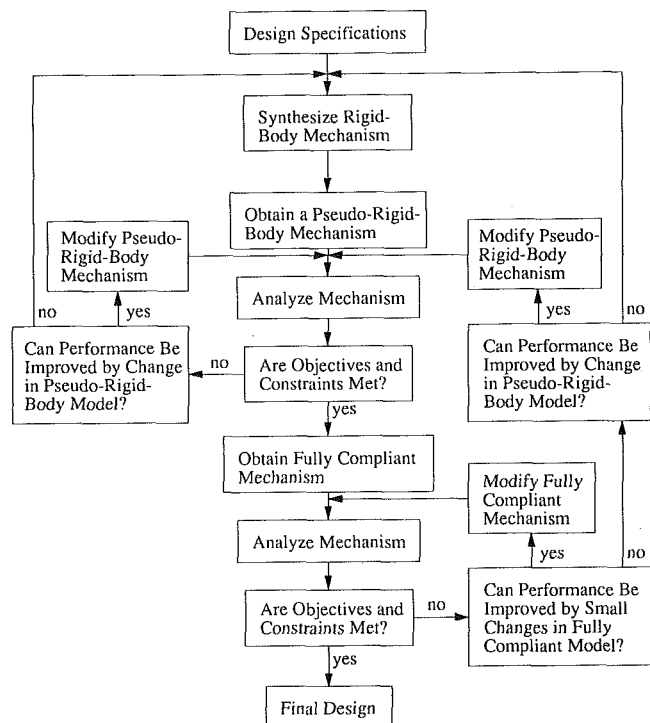 Design Specifications
Synthesize Rigid-
Body Mechanism
Obtain a Pseudo-Rigid-
Body Mechanism
Modify Pseudo-
Rigid-Body
Mechanism
Modify Pseudo-
Rigid-Body
Mechanism
Analyze Mechanism
no
yes
yes
no
Can Performance Be
Improved by Change
in Pseudo-Rigid-
Body Model?
no
Are Objectives and
Constraints Met?
Can Performance Be
Improved by Change
in Pseudo-Rigid-
Body Model?
yes
Obtain Fully Compliant
Mechanism
Modify Fully
Compliant
Mechanism
Analyze Mechanism
yes
no
Are Objectives and
Constraints Met?
no
Can Performance Be
Improved by Small
Changes in Fully
Compliant Model?
yes
Final Design